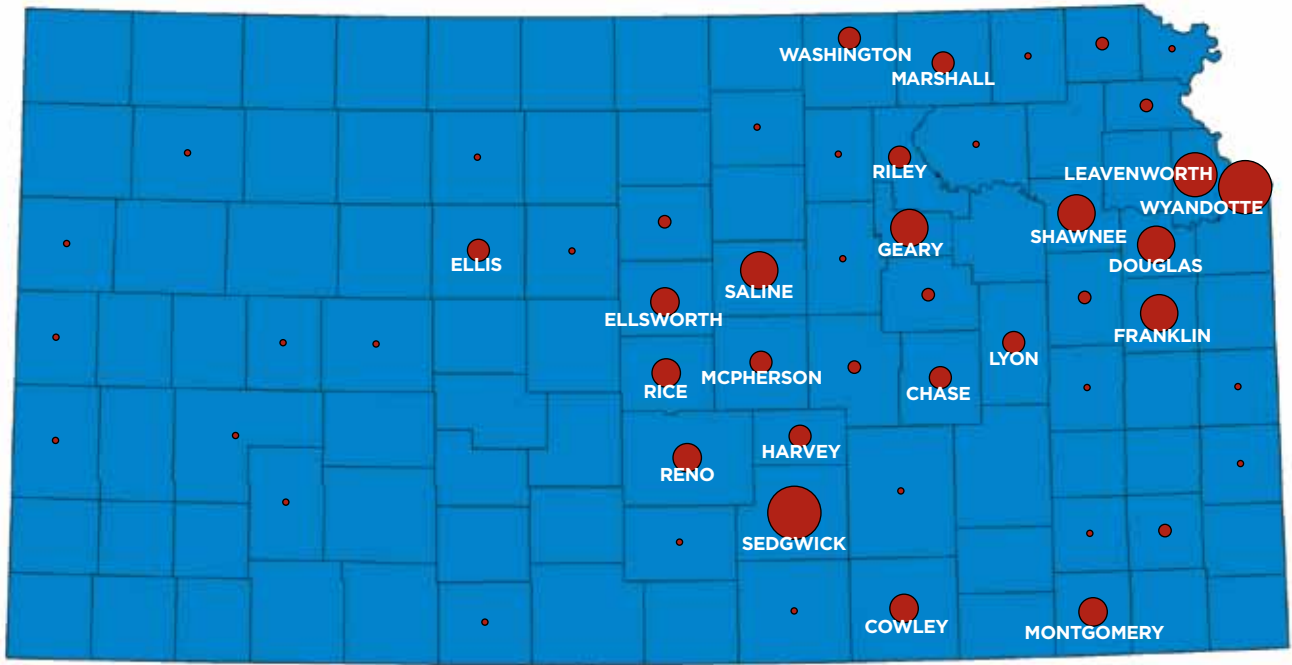 WASHINGTON
MARSHALL
RILEY
LEAVENWORTH
WYANDOTTE
SHAWNEE
GEARY
DOUGLAS
ELLIS
SALINE
ELLSWORTH
FRANKLIN
LYON
MCPHERSON
RICE
CHASE
HARVEY
RENO
SEDGWICK
COWLEY
MONTGOMERY